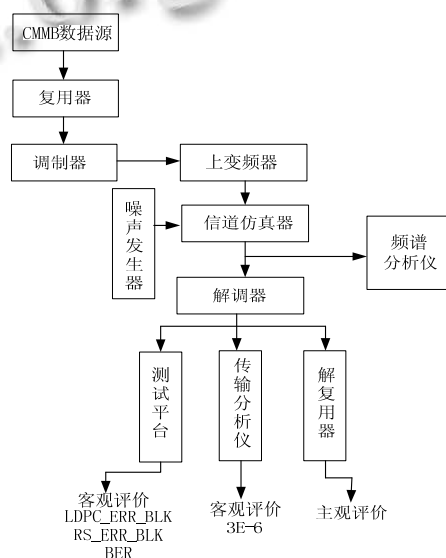 CMMB数据源
复用器
调制器
上变频器
噪声发生器
信道仿真器
频谱
分析仪
解调器
测试平台
传输分析仪
解复用器
客观评价
LDPC_ERR_BLK
RS_ERR_BLK
BER
客观评价
3E-6
主观评价